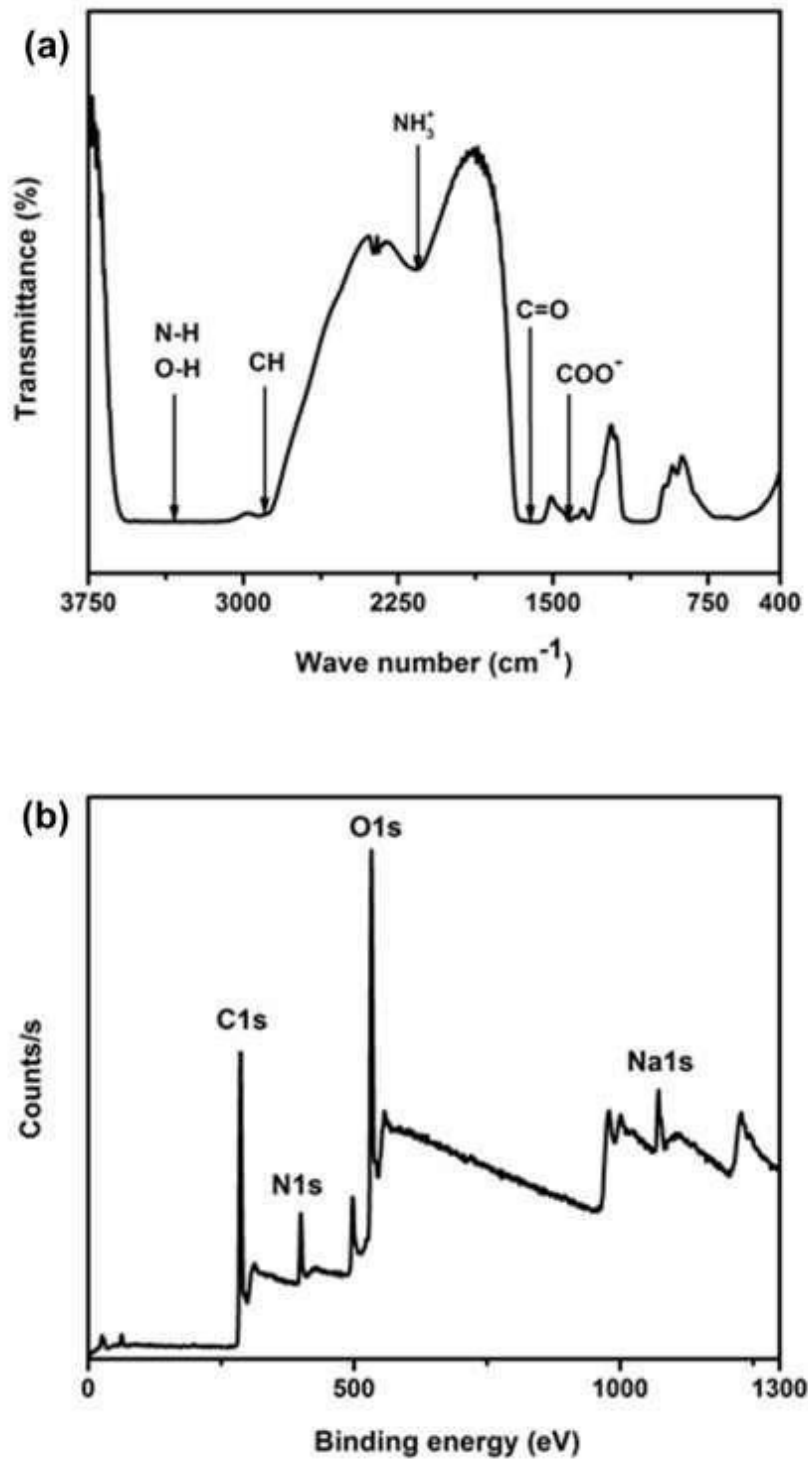 (a)
Transmittance (%)
N-H
O-H
CH
NH₃⁺
C=O
COO⁻
3750 3000 2250 1500 750 400
Wave number (cm⁻¹)
(b)
Counts/s
C1s
N1s
O1s
Na1s
0 500 1000 1300
Binding energy (eV)